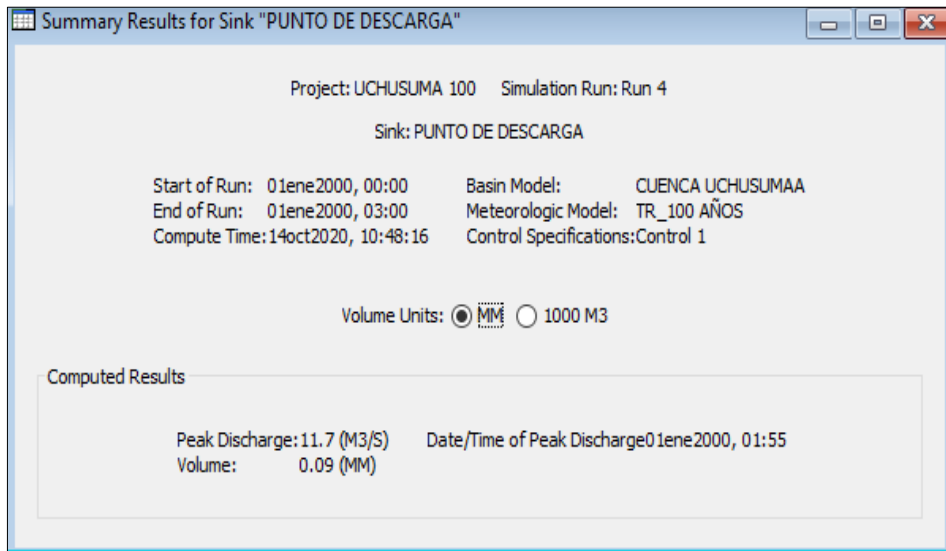 Summary Results for Sink "PUNTO DE DESCARGA"
Project: UCHUSUMA 100 Simulation Run: Run 4
Sink: PUNTO DE DESCARGA
Start of Run: 01ene2000, 00:00 Basin Model: CUENCA UCHUSUMAA
End of Run: 01ene2000, 03:00 Meteorologic Model: TR_100 AÑOS
Compute Time:14oct2020, 10:48:16 Control Specifications:Control 1
Volume Units: MM 1000 M3
Computed Results
Peak Discharge:11.7 (M3/S) Date/Time of Peak Discharge01ene2000, 01:55
Volume: 0.09 (MM)